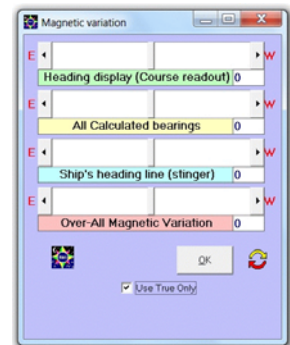 Magnetic variation
E W
Heading display (Course readout) 0
E W
All Calculated bearings 0
E W
Ship's heading line (stinger) 0
E W
Over-All Magnetic Variation 0
OK
Use True Only